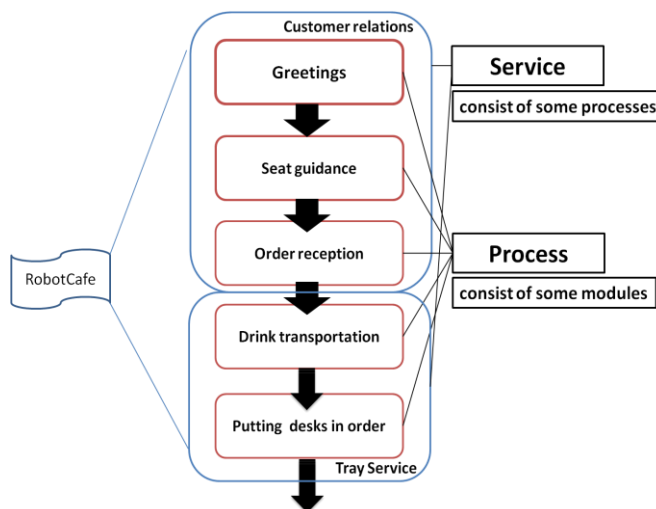 Customer relations
Greetings
Service
consist of some processes
Seat guidance
Order reception
Process
RobotCafe
consist of some modules
Drink transportation
Putting desks in order
Tray Service